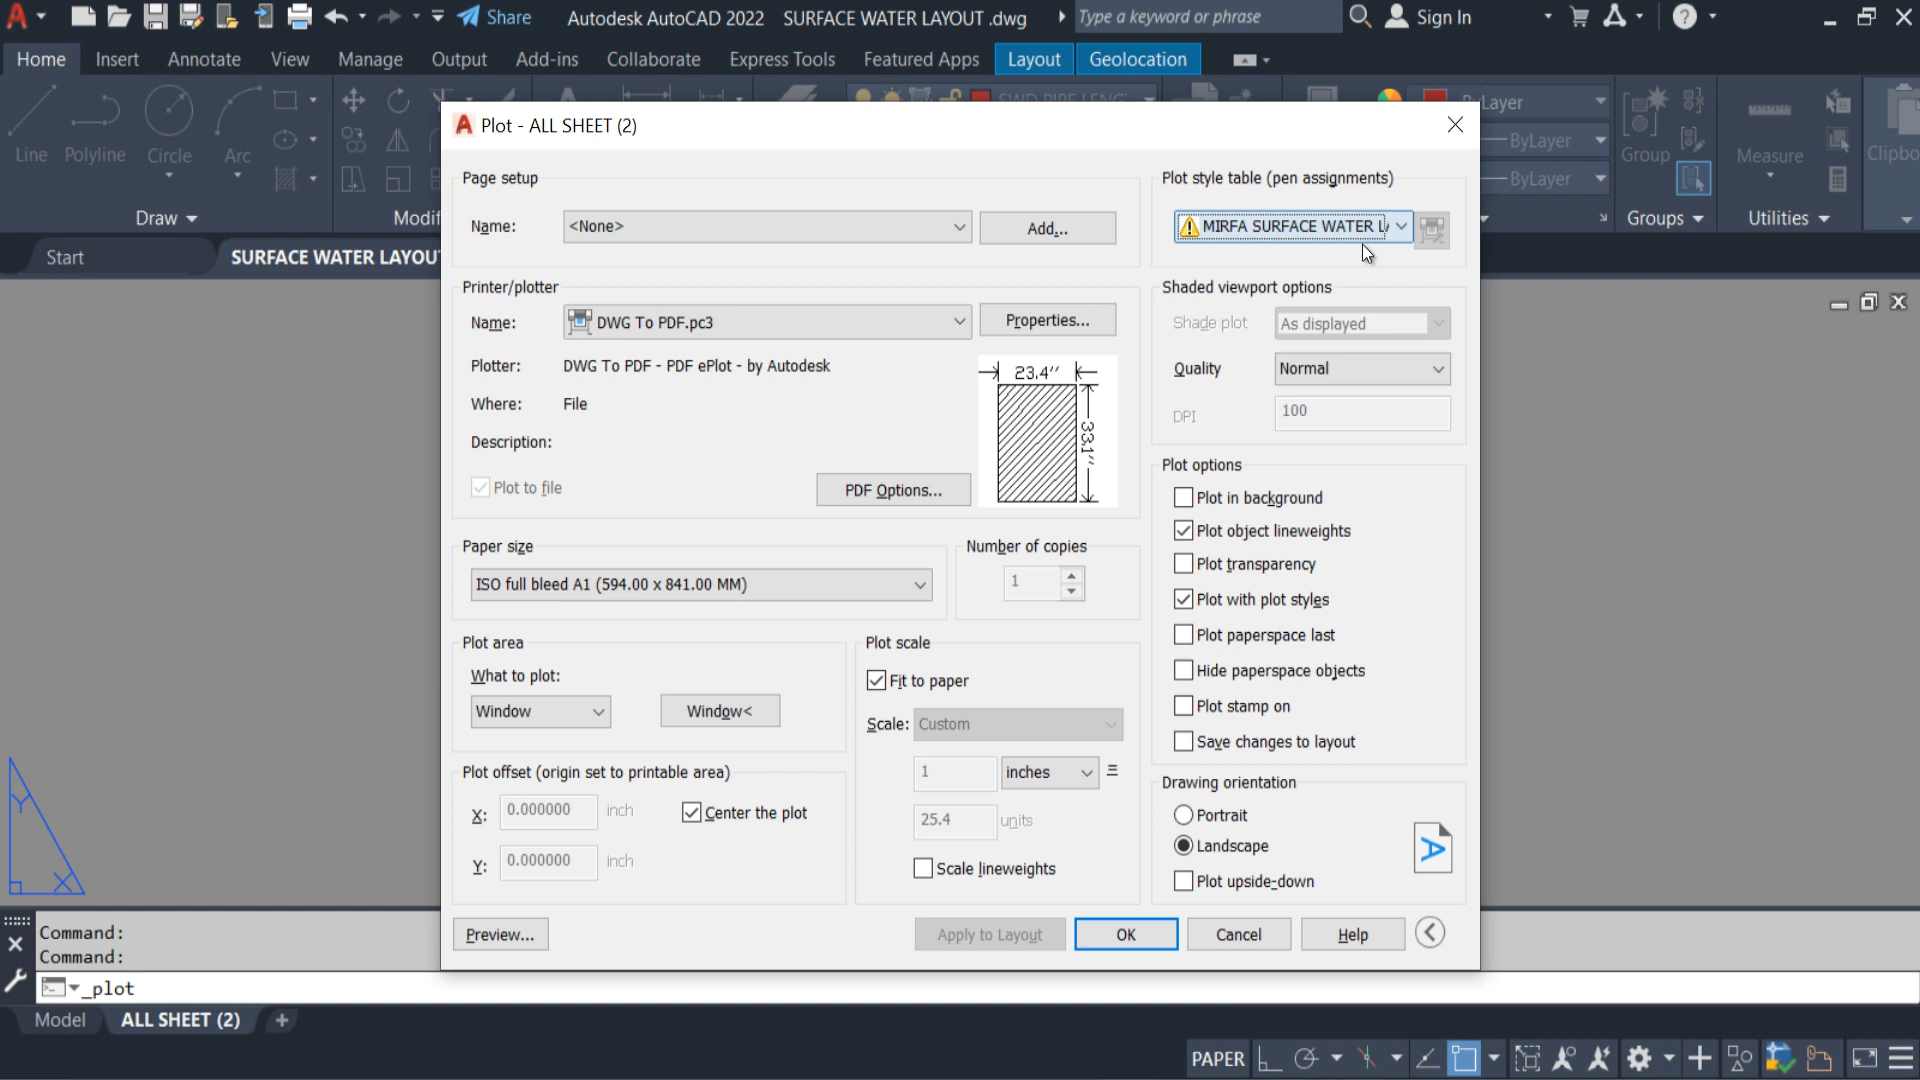 Share
Autodesk AutoCAD 2022 SURFACE WATER LAYOUT .dwg
Type a keyword or phrase
Sign In
Home Insert Annotate View Manage Output Add-ins Collaborate Express Tools Featured Apps Layout Geolocation
Line Polyline Circle Arc
Draw
ByLayer
ByLayer
Group Measure
Groups Utilities
Start
Plot - ALL SHEET (2)
Page setup
Name: <None> Add...
Plot style table (pen assignments)
MIRFA SURFACE WATER
Printer/plotter
Name: DWG To PDF.pc3 Properties...
Plotter: DWG To PDF - PDF ePlot - by Autodesk
Where: File
Description:
Plot to file
PDF Options...
23.4''
33.1''
Shaded viewport options
Shade plot As displayed
Quality Normal
DPI 100
Paper size
ISO full bleed A1 (594.00 x 841.00 MM)
Number of copies
1
Plot options
Plot in background
Plot object lineweights
Plot transparency
Plot with plot styles
Plot paperspace last
Hide paperspace objects
Plot stamp on
Save changes to layout
Plot area
What to plot:
Window Window<
Plot scale
Fit to paper
Scale: Custom
1 inches =
25.4 units
Scale lineweights
Plot offset (origin set to printable area)
X: 0.000000 inch Center the plot
Y: 0.000000 inch
Drawing orientation
Portrait
Landscape
Plot upside-down
A
Preview... Apply to Layout OK Cancel Help
Y
X
Command:
Command:
_plot
Model ALL SHEET (2) +
PAPER